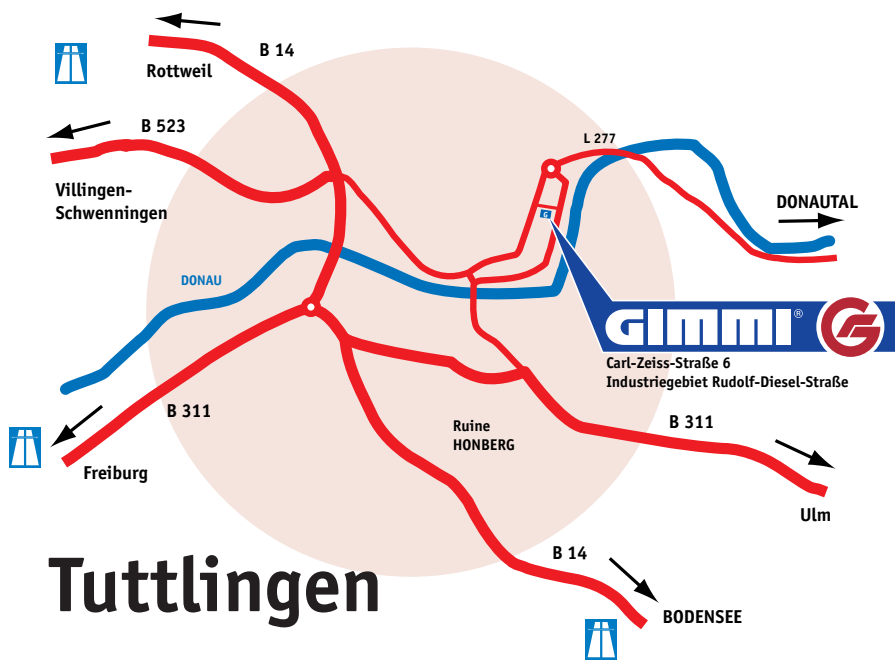 B 14
Rottweil
B 523
L 277
Villingen-
Schwenningen
DONAUTAL
G
DONAU
GIMMI®
G
Carl-Zeiss-Straße 6
Industriegebiet Rudolf-Diesel-Straße
B 311
Ruine
HONBERG
B 311
Freiburg
Ulm
B 14
Tuttlingen
BODENSEE